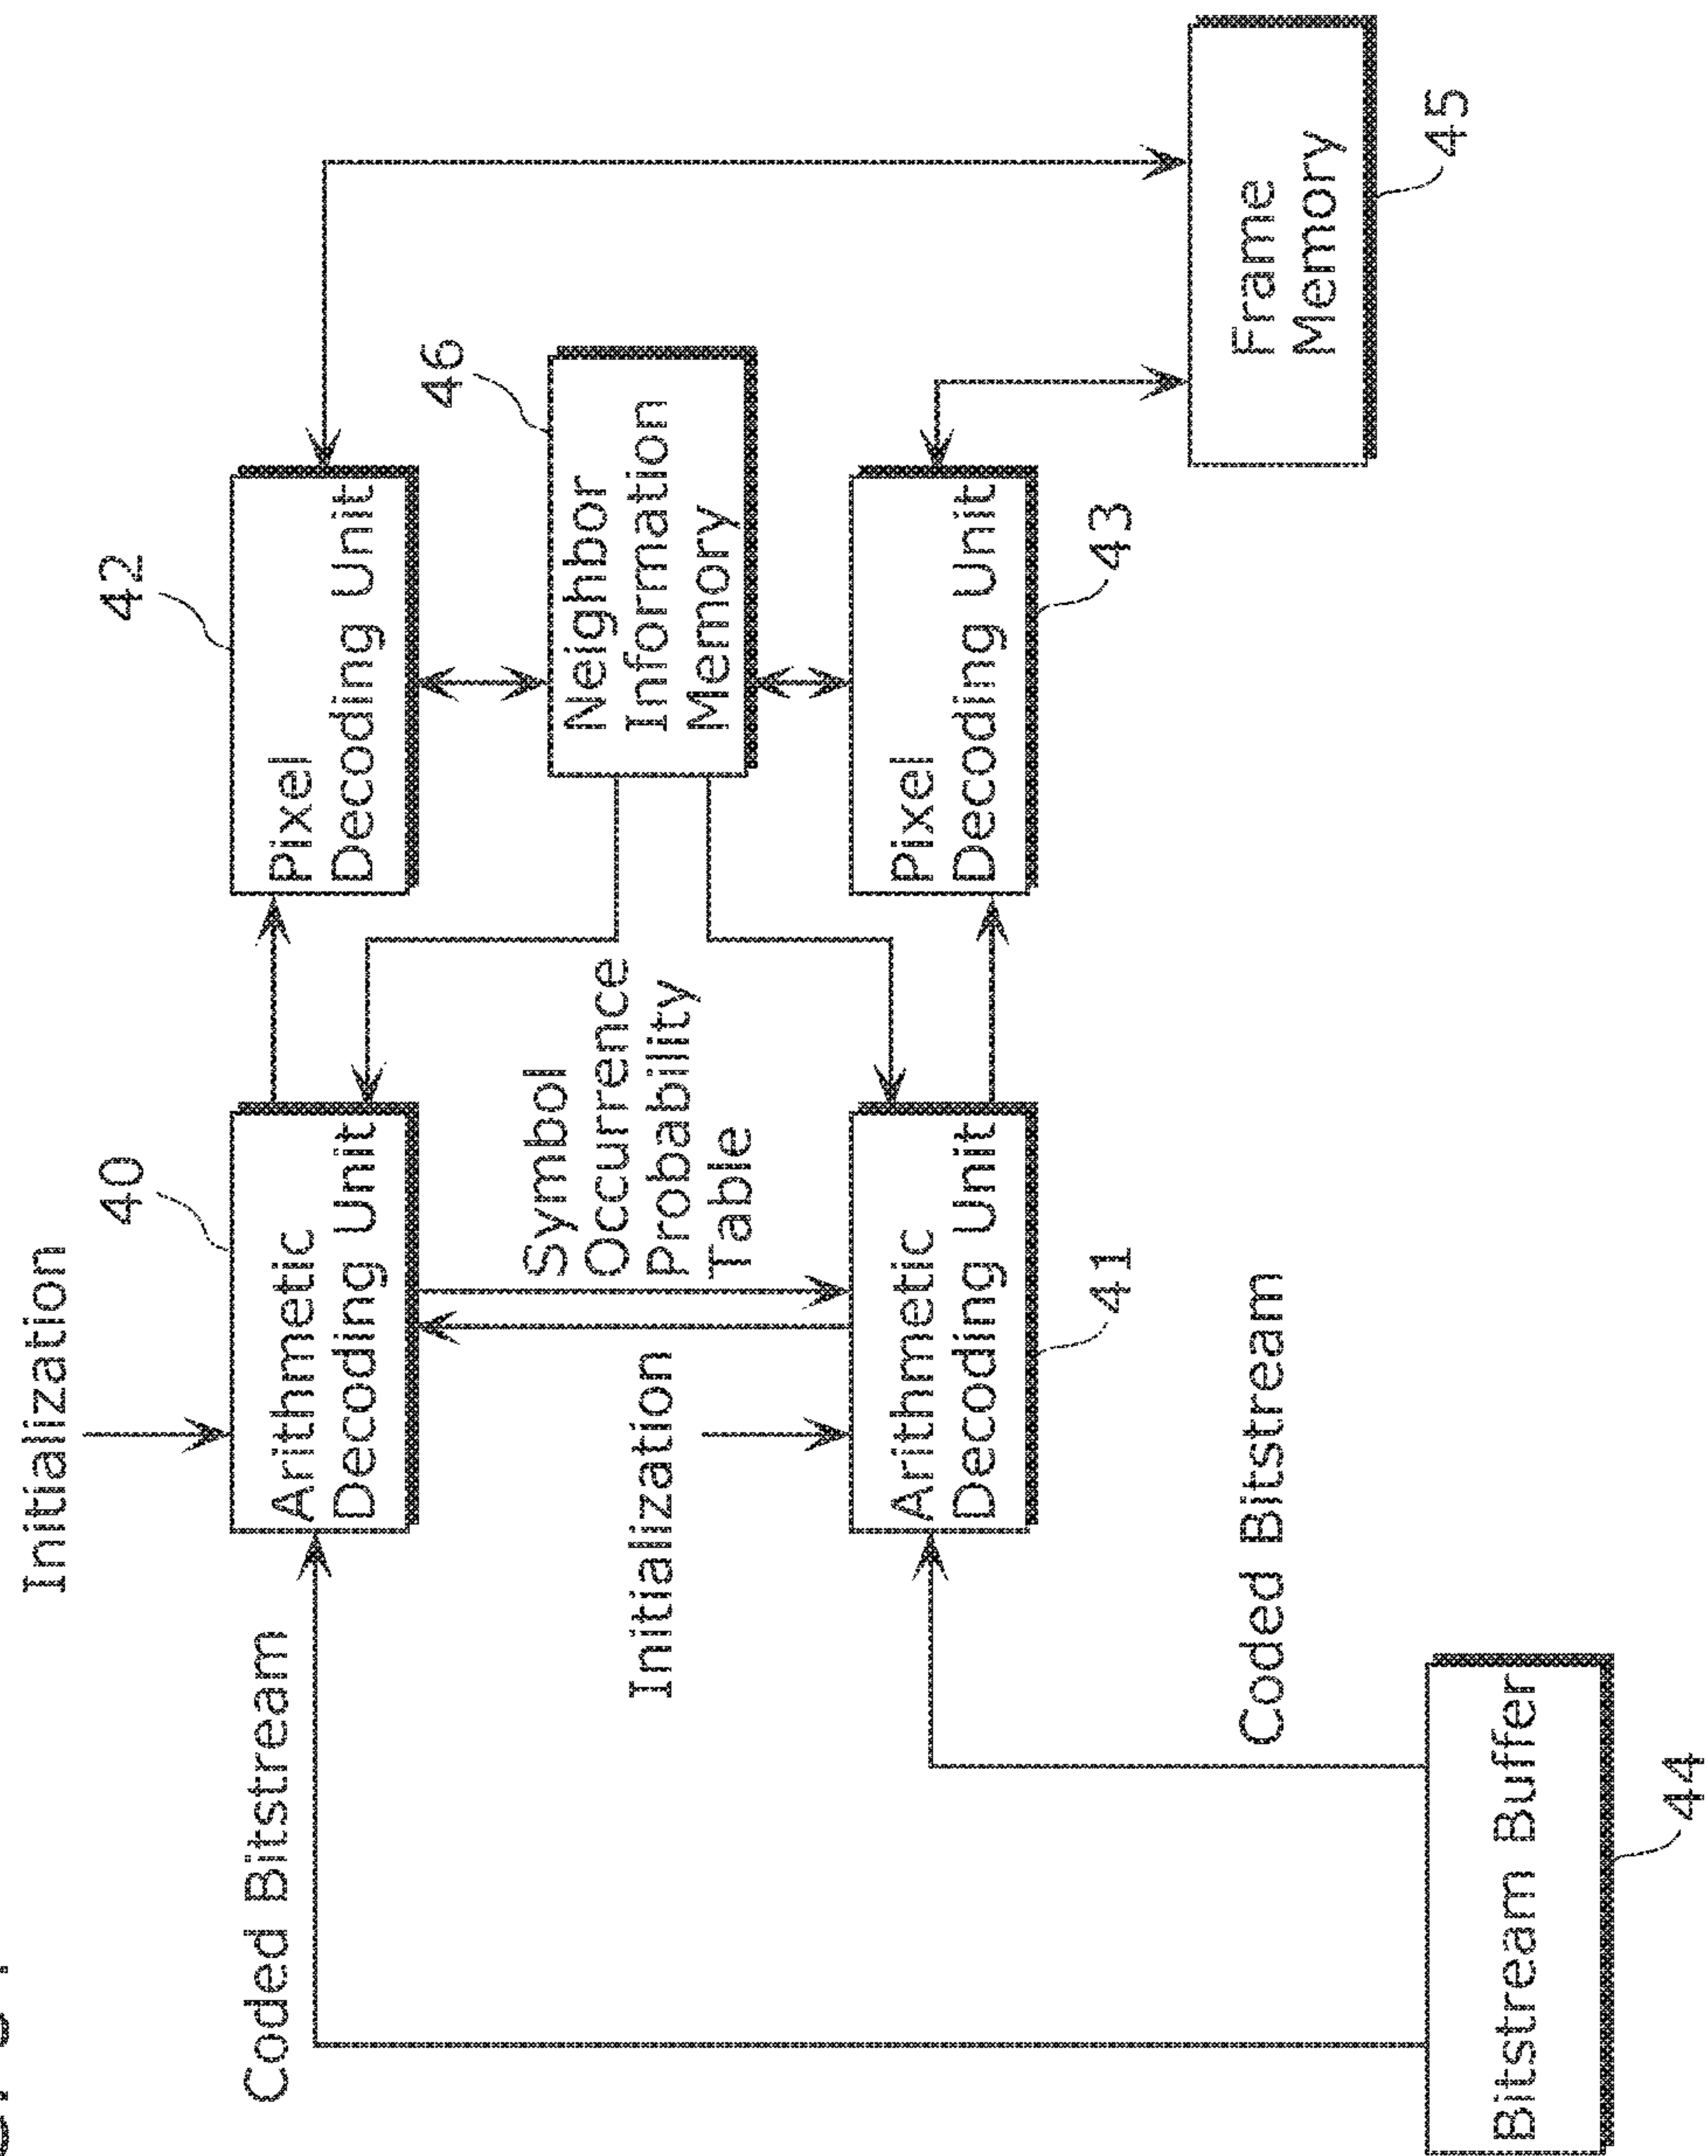 Initialization
40
42
Coded Bitstream
Arithmetic
Decoding Unit
Pixel
Decoding Unit
46
Symbol
Occurrence
Probability
Table
Neighbor
Information
Memory
Initialization
Arithmetic
Decoding Unit
Pixel
Decoding Unit
41
43
Coded Bitstream
Frame
Memory
45
Bitstream Buffer
44